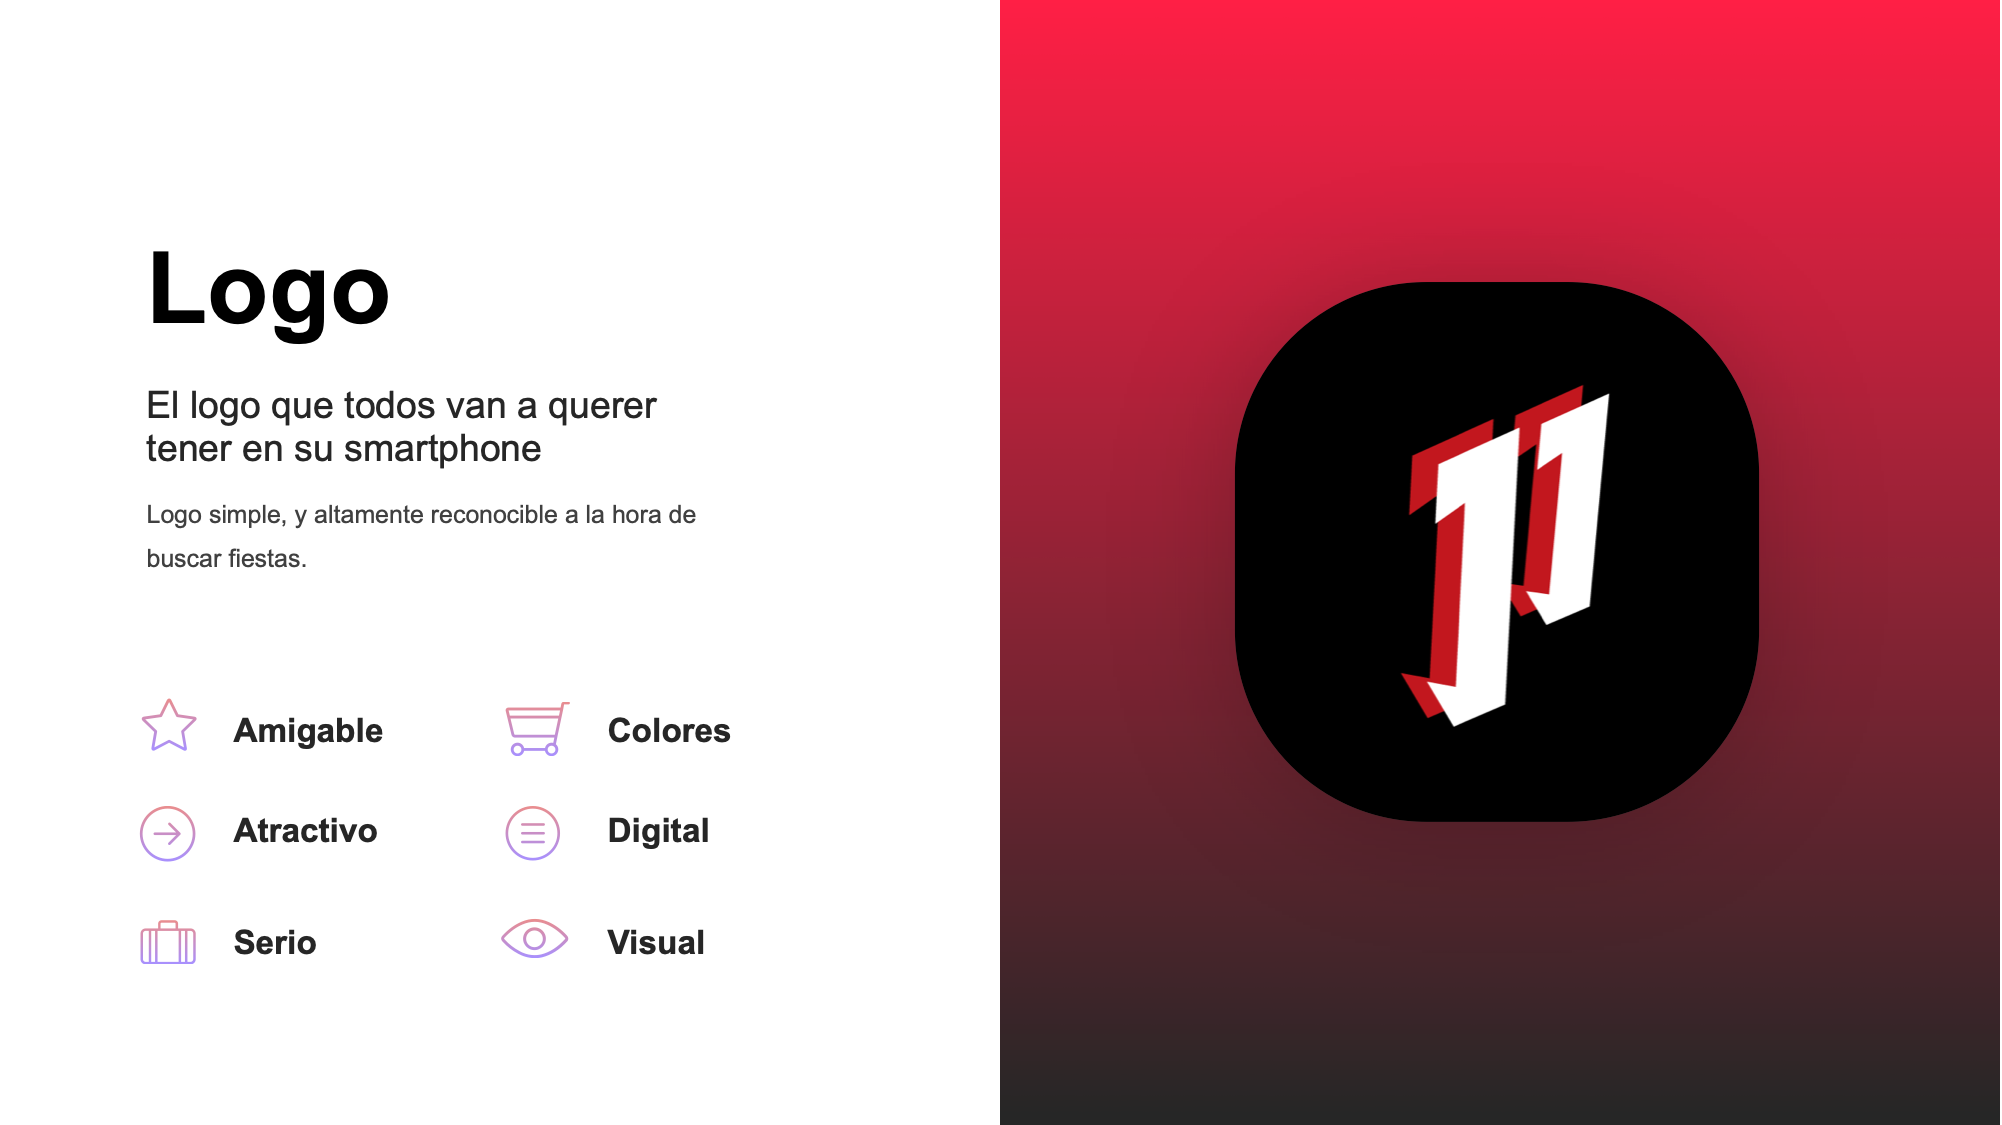 Logo
El logo que todos van a querer
tener en su smartphone
Logo simple, y altamente reconocible a la hora de
buscar fiestas.
Amigable
Colores
Atractivo
Digital
Serio
Visual